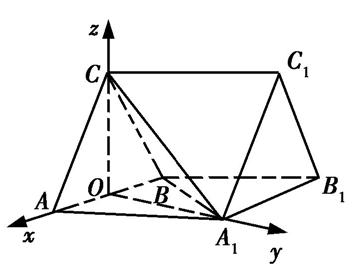 z
C C₁
A O B B₁
x A₁ y